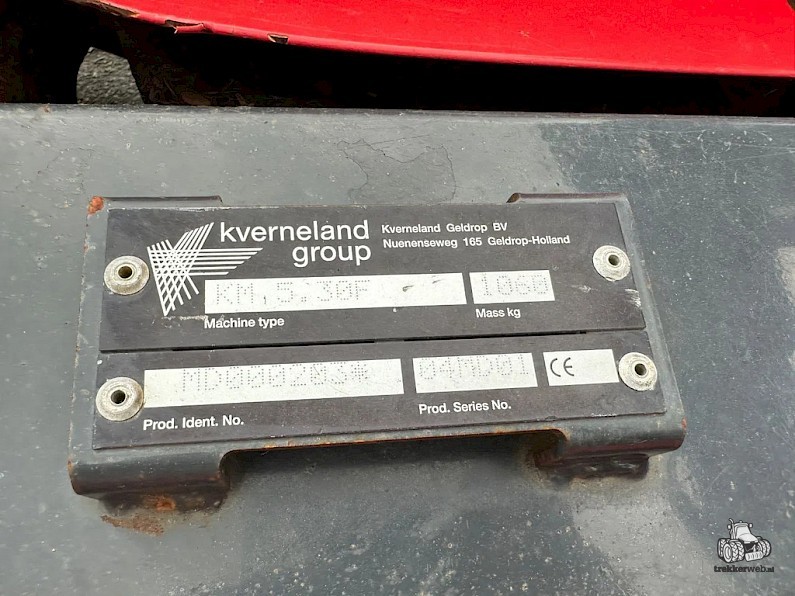 kverneland
group
Kverneland Geldrop BV
Nuenenseweg 165 Geldrop-Holland
KM.5.30F -- 1060
Machine type Mass kg
MD000203* 04MD01 CE
Prod. Ident. No. Prod. Series No.
trekkerweb.nl